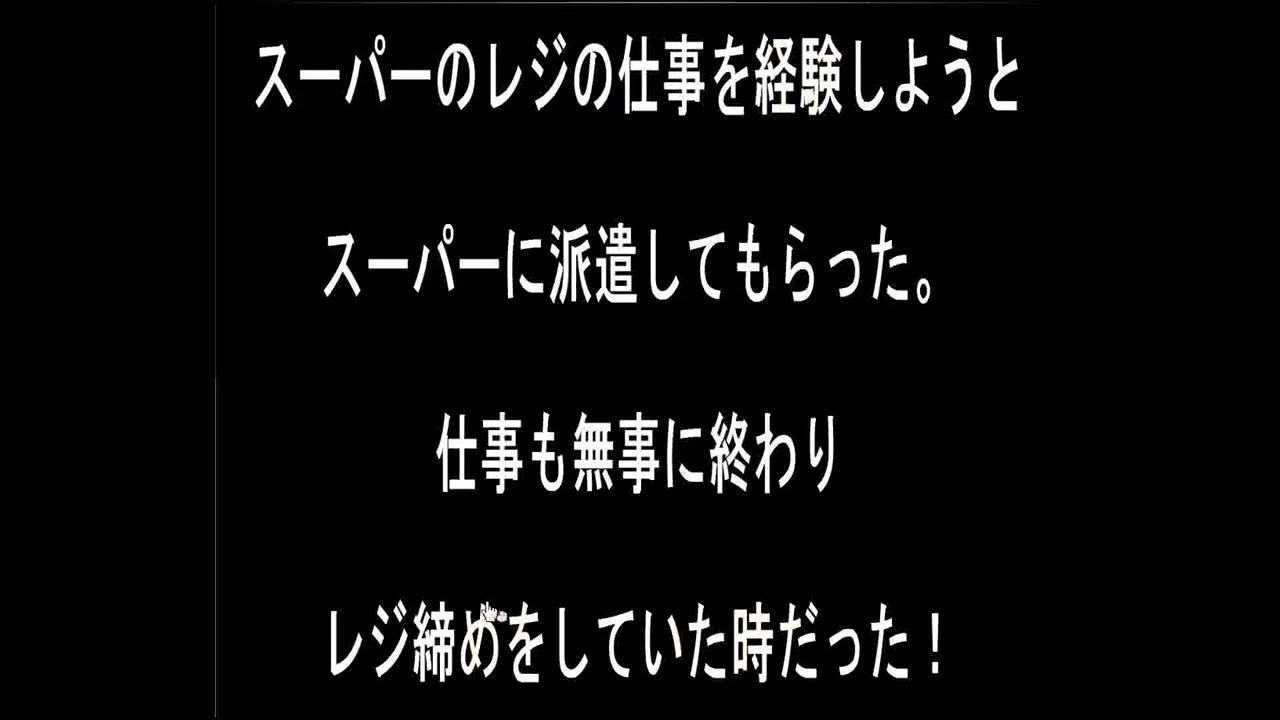 スーパーのレジの仕事を経験しようと
スーパーに派遣してもらった。
仕事も無事に終わり
レジ締めをしていた時だった！